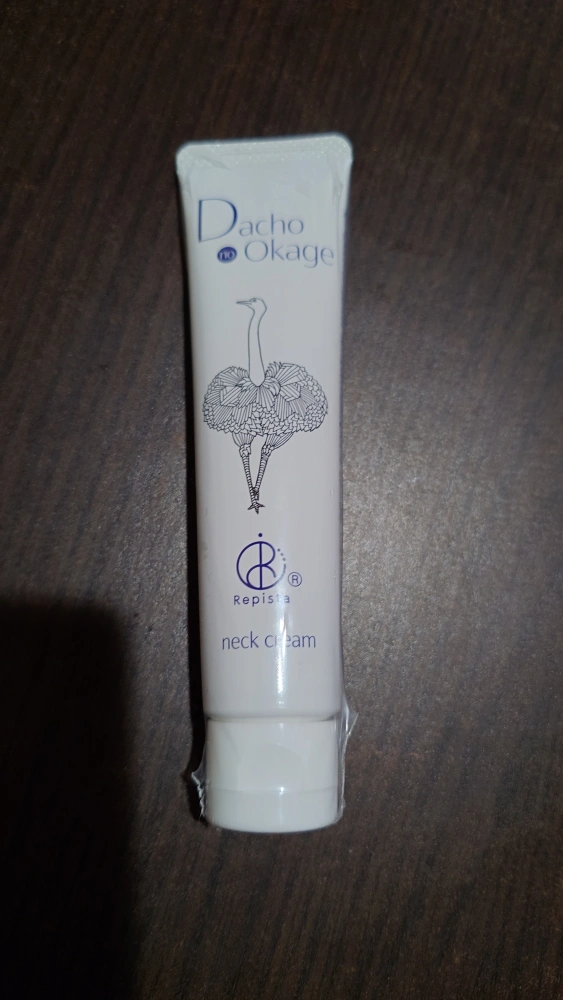 Dacho
no Okage
R
Repista
neck cream